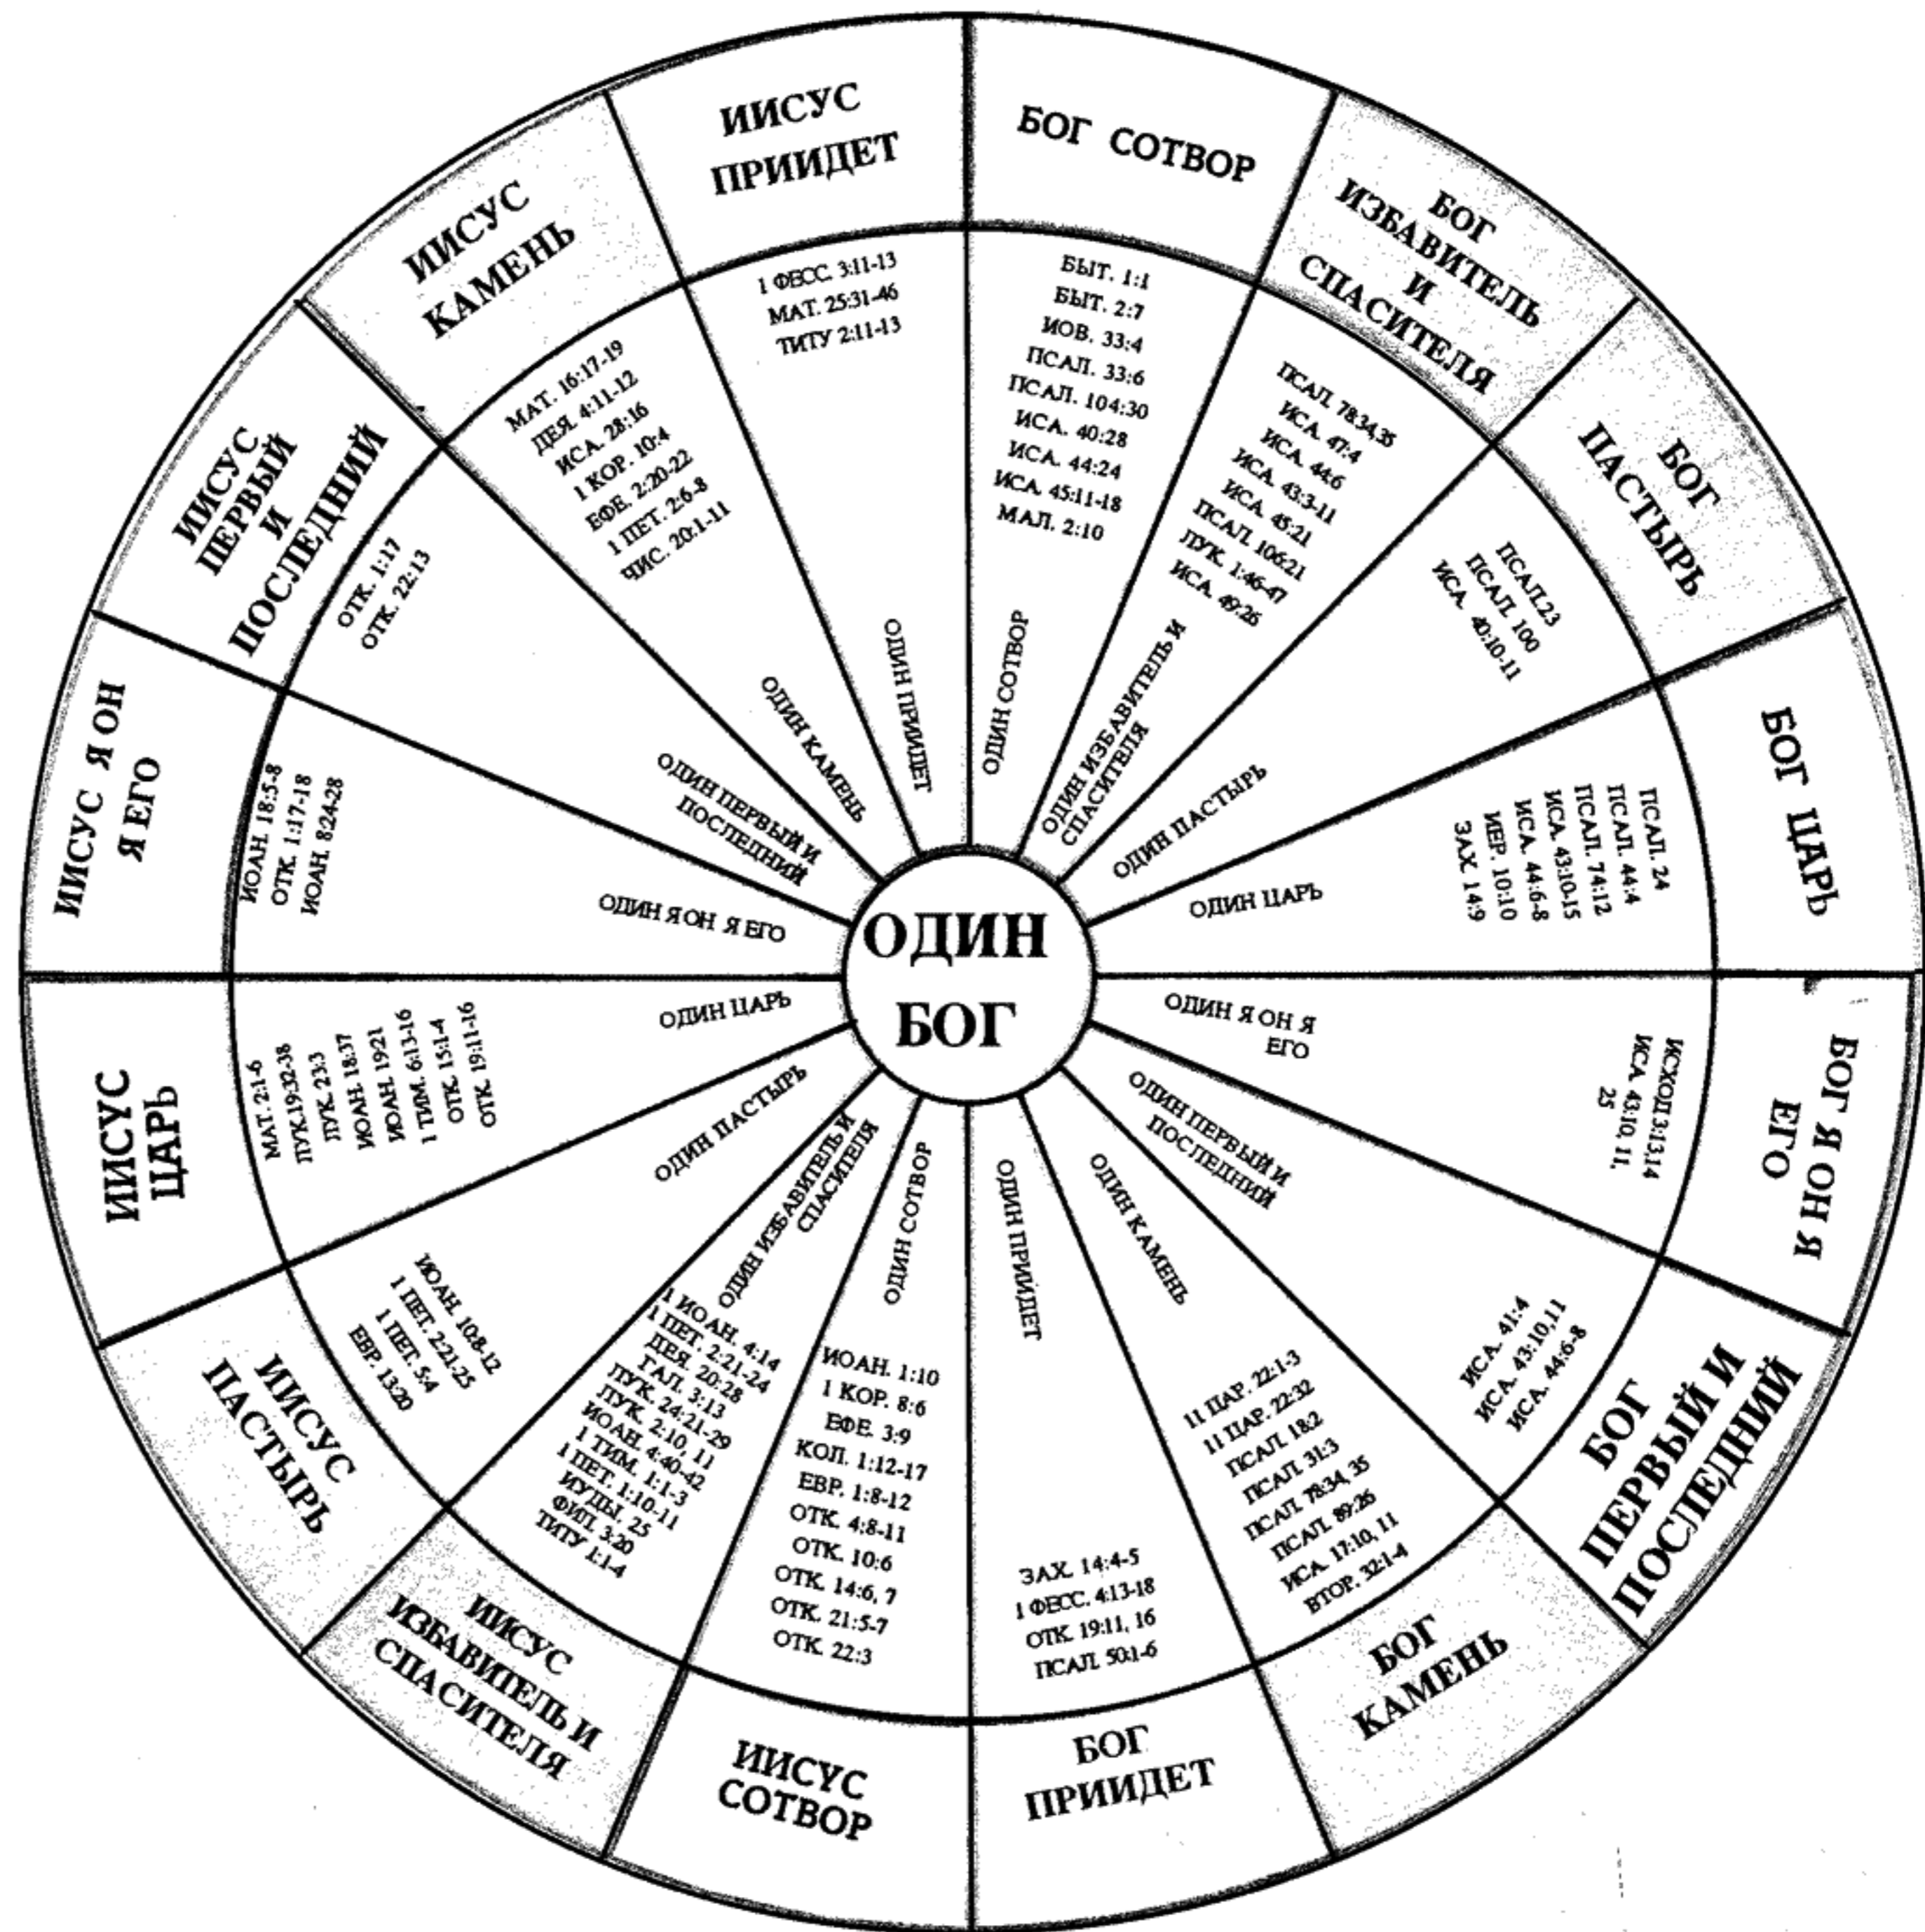 ОДИН
БОГ
БОГ СОТВОР
БЫТ. 1:1
БЫТ. 2:7
ИОВ. 33:4
ПСАЛ. 33:6
ПСАЛ. 104:30
ИСА. 40:28
ИСА. 44:24
ИСА. 45:11-18
МАЛ. 2:10
ОДИН СОТВОР
БОГ
ИЗБАВИТЕЛЬ
И
СПАСИТЕЛЯ
ПСАЛ. 78:34,35
ИСА. 47:4
ИСА. 44:6
ИСА. 43:3-11
ИСА. 45:21
ПСАЛ. 106:21
ЛУК. 1:46-47
ИСА. 49:26
ОДИН ИЗБАВИТЕЛЬ И
СПАСИТЕЛЯ
БОГ
ПАСТЫРЬ
ПСАЛ.23
ПСАЛ. 100
ИСА. 40:10-11
ОДИН ПАСТЫРЬ
БОГ ЦАРЬ
ПСАЛ. 24
ПСАЛ. 44:4
ПСАЛ. 74:12
ИСА. 43:10-15
ИСА. 44:6-8
ИЕР. 10:10
ЗАХ. 14:9
ОДИН ЦАРЬ
БОГ Я ОН Я
ЕГО
ИСХОД 3:13,14
ИСА. 43:10, 11,
25
ОДИН Я ОН Я
ЕГО
БОГ
ПЕРВЫЙ И
ПОСЛЕДНИЙ
ИСА. 41:4
ИСА. 43:10,11
ИСА. 44:6-8
ОДИН ПЕРВЫЙ И
ПОСЛЕДНИЙ
БОГ
КАМЕНЬ
11 ЦАР. 22:1-3
11 ЦАР. 22:32
ПСАЛ. 18:2
ПСАЛ. 31:3
ПСАЛ. 78:34, 35
ПСАЛ. 89:26
ИСА. 17:10, 11
ВТОР. 32:1-4
ОДИН КАМЕНЬ
БОГ
ПРИИДЕТ
ЗАХ. 14:4-5
1 ФЕСС. 4:13-18
ОТК. 19:11, 16
ПСАЛ. 50:1-6
ОДИН ПРИИДЕТ
ИИСУС
СОТВОР
ИОАН. 1:10
1 КОР. 8:6
ЕФЕ. 3:9
КОЛ. 1:12-17
ЕВР. 1:8-12
ОТК. 4:8-11
ОТК. 10:6
ОТК. 14:6, 7
ОТК. 21:5-7
ОТК. 22:3
ОДИН СОТВОР
ИИСУС
ИЗБАВИТЕЛЬ И
СПАСИТЕЛЯ
1 ИОАН. 4:14
1 ПЕТ. 2:21-24
ДЕЯ. 20:28
ГАЛ. 3:13
ЛУК. 24:21-29
ЛУК. 2:10, 11
ИОАН. 4:40-42
1 ТИМ. 1:1-3
1 ПЕТ. 1:10-11
ИУДЫ, 25
ФИЛ. 3:20
ТИТУ 1:1-4
ОДИН ИЗБАВИТЕЛЬ И
СПАСИТЕЛЯ
ИИСУС
ПАСТЫРЬ
ИОАН. 10:8-12
1 ПЕТ. 2:21-25
1 ПЕТ. 5:4
ЕВР. 13:20
ОДИН ПАСТЫРЬ
ИИСУС
ЦАРЬ
МАТ. 2:1-6
ЛУК.19:32-38
ЛУК. 23:3
ИОАН. 18:37
ИОАН. 19:21
1 ТИМ. 6:13-16
ОТК. 15:1-4
ОТК. 19:11-16
ОДИН ЦАРЬ
ИИСУС Я ОН
Я ЕГО
ИОАН. 18:5-8
ОТК. 1:17-18
ИОАН. 8:24-28
ОДИН Я ОН Я ЕГО
ИИСУС
ПЕРВЫЙ
И
ПОСЛЕДНИЙ
ОТК. 1:17
ОТК. 22:13
ОДИН ПЕРВЫЙ И
ПОСЛЕДНИЙ
ИИСУС
КАМЕНЬ
МАТ. 16:17-19
ДЕЯ. 4:11-12
ИСА. 28:16
1 КОР. 10:4
ЕФЕ. 2:20-22
1 ПЕТ. 2:6-8
ЧИС. 20:1-11
ОДИН КАМЕНЬ
ИИСУС
ПРИИДЕТ
1 ФЕСС. 3:11-13
МАТ. 25:31-46
ТИТУ 2:11-13
ОДИН ПРИИДЕТ